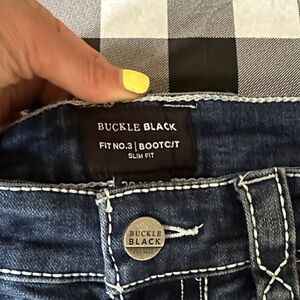 BUCKLE BLACK
FIT NO.3 | BOOTCUT
SLIM FIT
BUCKLE
BLACK